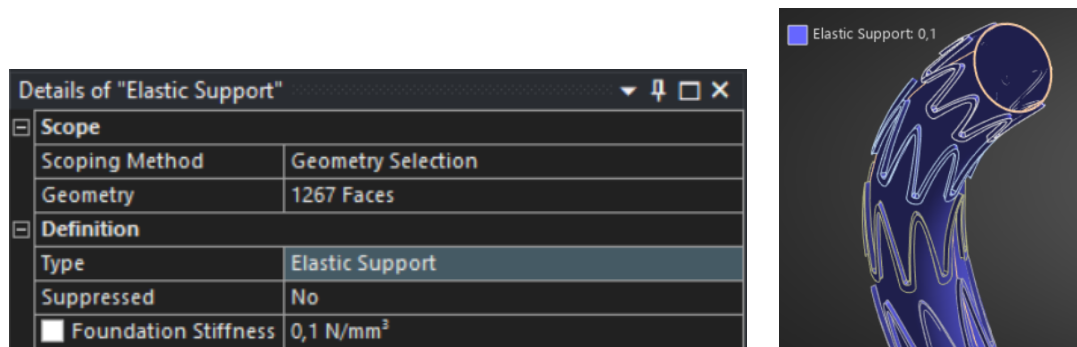 Details of "Elastic Support"
Scope
Scoping Method Geometry Selection
Geometry 1267 Faces
Definition
Type Elastic Support
Suppressed No
Foundation Stiffness 0,1 N/mm³
Elastic Support: 0,1